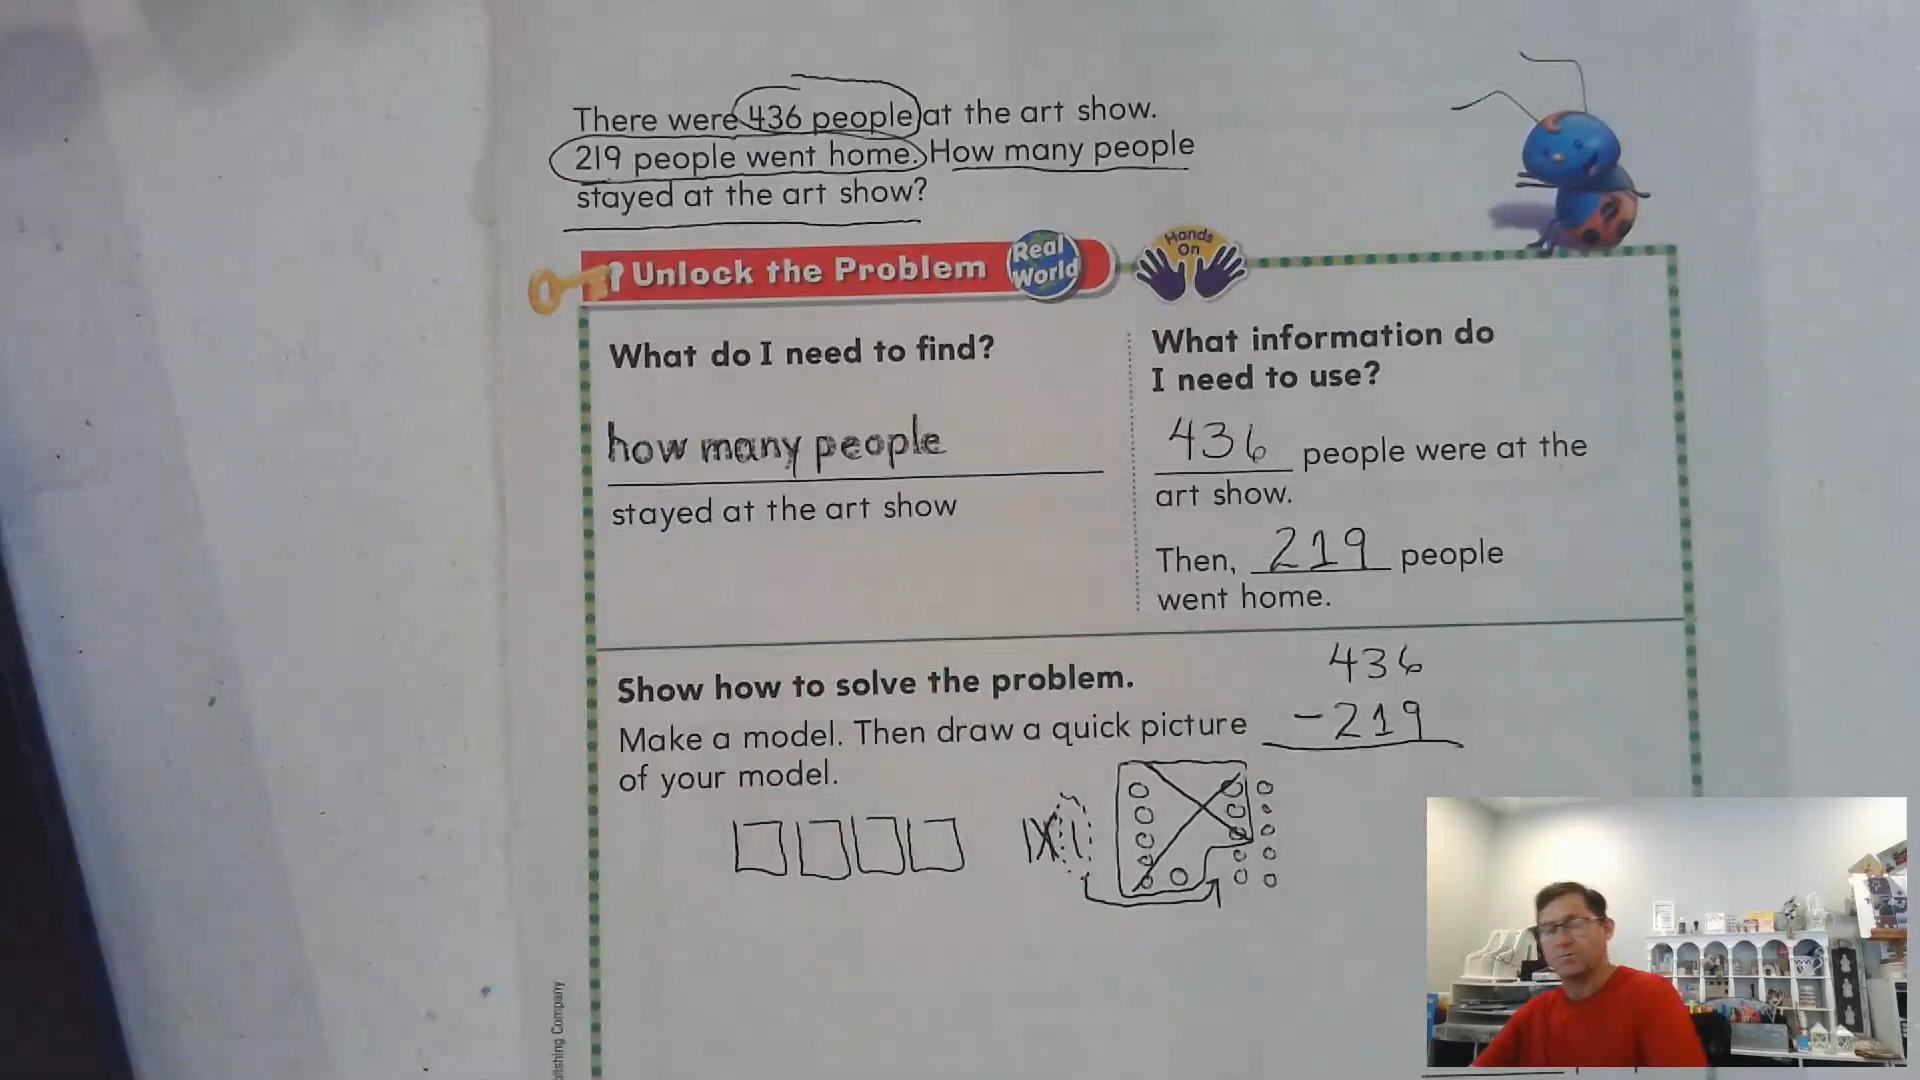 There were 436 people at the art show.
219 people went home. How many people
stayed at the art show?
Unlock the Problem
Real
World
Hands
On
What do I need to find?
how many people
stayed at the art show
What information do
I need to use?
436 people were at the
art show.
Then, 219 people
went home.
Show how to solve the problem.
Make a model. Then draw a quick picture
of your model.
436
-219
blishing Company